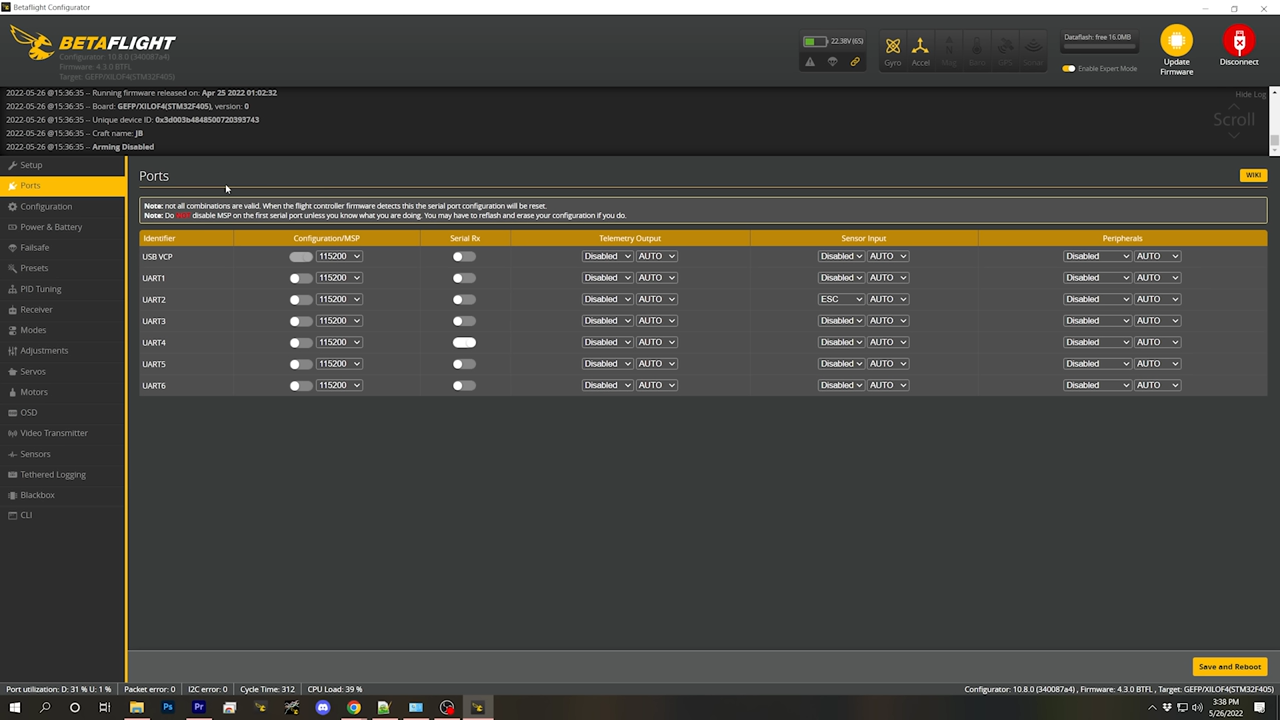 Betaflight Configurator
BETAFLIGHT
Configurator: 10.8.0 (340087a4)
Firmware: 4.3.0 BTFL
Target: GEFP/XILOF4(STM32F405)
22.38V (6S)
Gyro Accel Mag Baro GPS Sonar
Dataflash: free 16.0MB
Enable Expert Mode
Update Firmware
Disconnect
2022-05-26 @15:36:35 -- Running firmware released on: Apr 25 2022 01:02:32
2022-05-26 @15:36:35 -- Board: GEFP/XILOF4(STM32F405), version: 0
2022-05-26 @15:36:35 -- Unique device ID: 0x3d003b4848500720393743
2022-05-26 @15:36:35 -- Craft name: JB
2022-05-26 @15:36:35 -- Arming Disabled
Hide Log
Scroll
Setup
Ports
Configuration
Power & Battery
Failsafe
Presets
PID Tuning
Receiver
Modes
Adjustments
Servos
Motors
OSD
Video Transmitter
Sensors
Tethered Logging
Blackbox
CLI
Ports
WIKI
Note: not all combinations are valid. When the flight controller firmware detects this the serial port configuration will be reset.
Note: Do not disable MSP on the first serial port unless you know what you are doing. You may have to reflash and erase your configuration if you do.
Identifier Configuration/MSP Serial Rx Telemetry Output Sensor Input Peripherals
USB VCP 115200 Disabled AUTO Disabled AUTO Disabled AUTO
UART1 115200 Disabled AUTO Disabled AUTO Disabled AUTO
UART2 115200 Disabled AUTO ESC AUTO Disabled AUTO
UART3 115200 Disabled AUTO Disabled AUTO Disabled AUTO
UART4 115200 Disabled AUTO Disabled AUTO Disabled AUTO
UART5 115200 Disabled AUTO Disabled AUTO Disabled AUTO
UART6 115200 Disabled AUTO Disabled AUTO Disabled AUTO
Save and Reboot
Port utilization: D: 31 % U: 1 % Packet error: 0 I2C error: 0 Cycle Time: 312 CPU Load: 39 %
Configurator: 10.8.0 (340087a4) , Firmware: 4.3.0 BTFL, Target: GEFP/XILOF4(STM32F405)
Ps
Pr
3:38 PM
5/26/2022